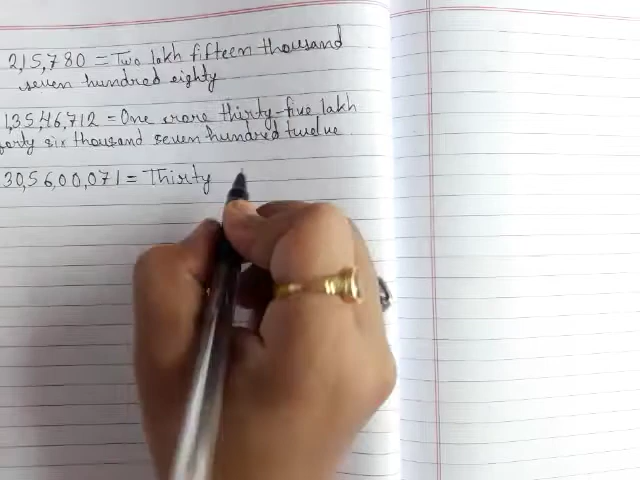 2,15,780 = Two lakh fifteen thousand
seven hundred eighty
1,35,46,712 = One crore thirty-five lakh
forty six thousand seven hundred twelve.
30,56,00,071 = Thirty